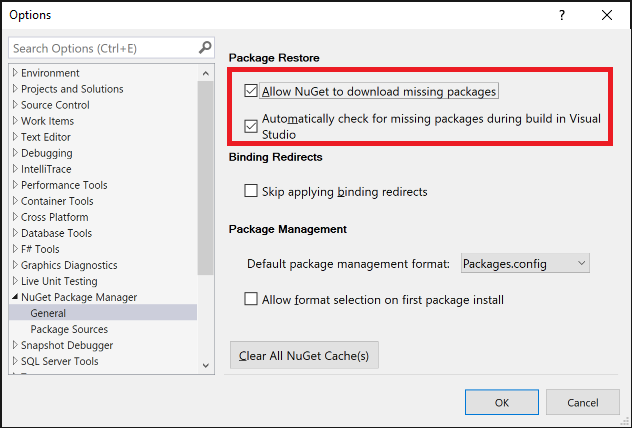 Options
?
Search Options (Ctrl+E)
Environment
Projects and Solutions
Source Control
Work Items
Text Editor
Debugging
IntelliTrace
Performance Tools
Container Tools
Cross Platform
Database Tools
F# Tools
Graphics Diagnostics
Live Unit Testing
NuGet Package Manager
General
Package Sources
Snapshot Debugger
SQL Server Tools
Package Restore
Allow NuGet to download missing packages
Automatically check for missing packages during build in Visual
Studio
Binding Redirects
Skip applying binding redirects
Package Management
Default package management format: Packages.config
Allow format selection on first package install
Clear All NuGet Cache(s)
OK Cancel